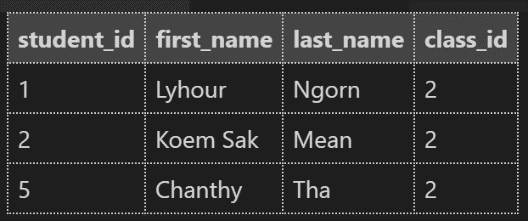 student_id first_name last_name class_id
1 Lyhour Ngorn 2
2 Koem Sak Mean 2
5 Chanthy Tha 2